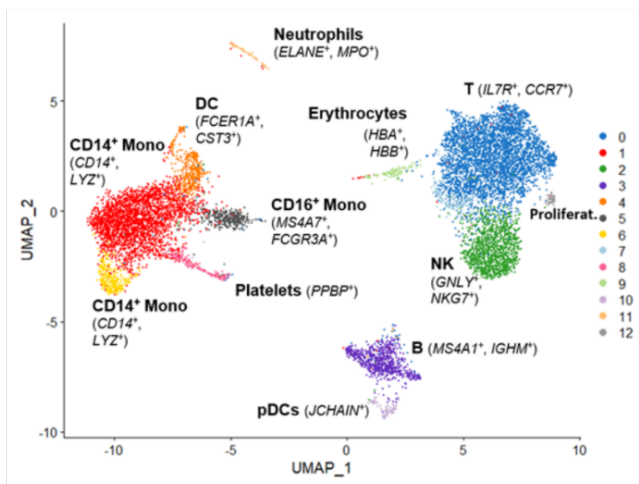 Neutrophils
(ELANE⁺, MPO⁺)
T (IL7R⁺, CCR7⁺)
DC
(FCER1A⁺,
CST3⁺)
Erythrocytes
(HBA⁺,
HBB⁺)
CD14⁺ Mono
(CD14⁺,
LYZ⁺)
CD16⁺ Mono
(MS4A7⁺,
FCGR3A⁺)
Proliferat.
NK
(GNLY⁺,
NKG7⁺)
Platelets (PPBP⁺)
CD14⁺ Mono
(CD14⁺,
LYZ⁺)
B (MS4A1⁺, IGHM⁺)
pDCs (JCHAIN⁺)
0
1
2
3
4
5
6
7
8
9
10
11
12
UMAP_2
5
0
-5
-10
-10
-5
0
5
10
UMAP_1